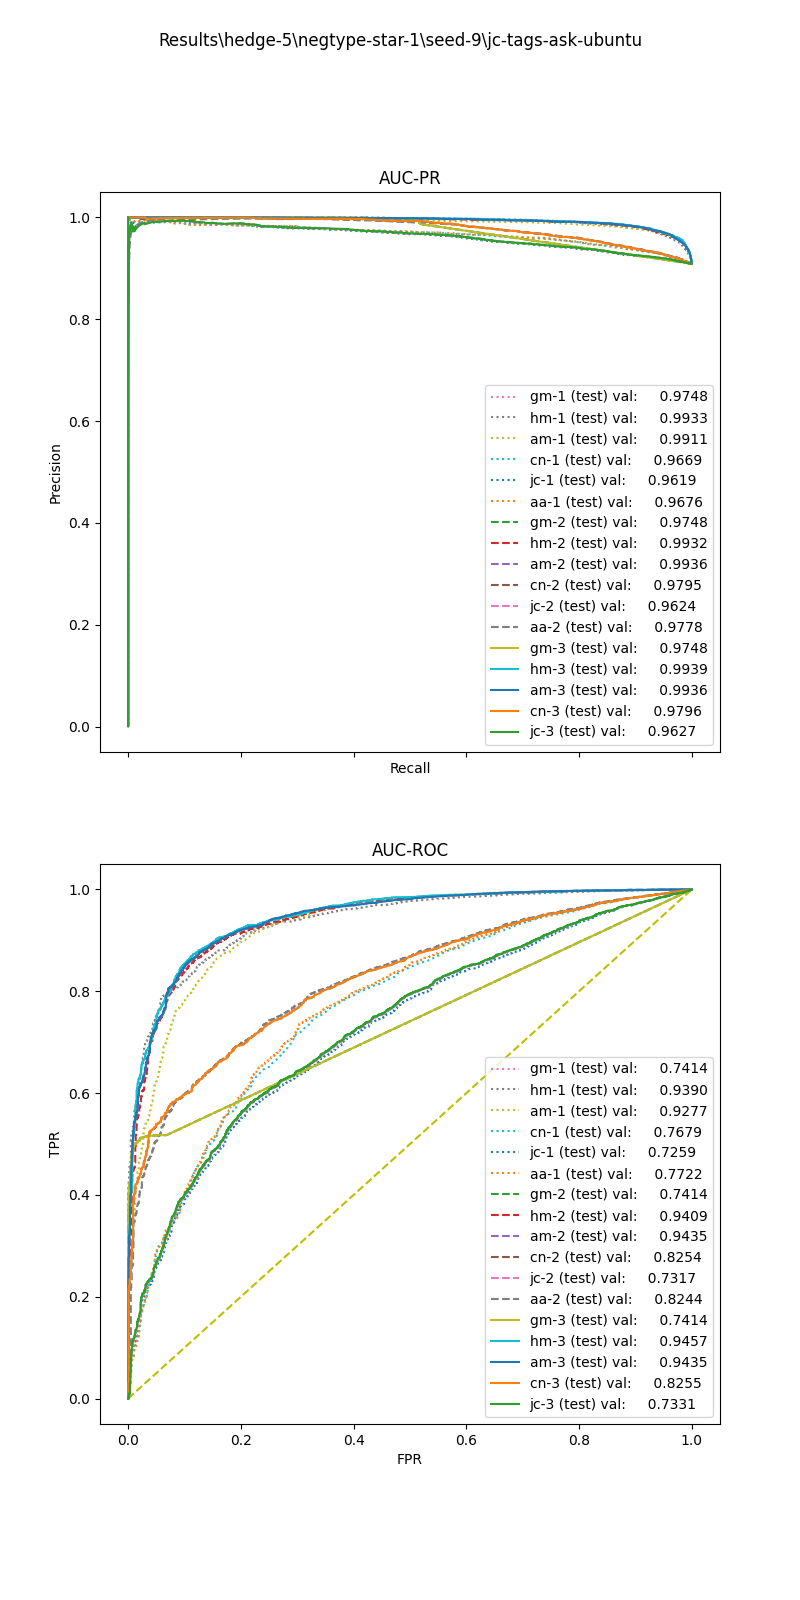 Results\hedge-5\negtype-star-1\seed-9\jc-tags-ask-ubuntu
AUC-PR
1.0
0.8
0.6
0.4
0.2
0.0
Precision
gm-1 (test) val: 0.9748
hm-1 (test) val: 0.9933
am-1 (test) val: 0.9911
cn-1 (test) val: 0.9669
jc-1 (test) val: 0.9619
aa-1 (test) val: 0.9676
gm-2 (test) val: 0.9748
hm-2 (test) val: 0.9932
am-2 (test) val: 0.9936
cn-2 (test) val: 0.9795
jc-2 (test) val: 0.9624
aa-2 (test) val: 0.9778
gm-3 (test) val: 0.9748
hm-3 (test) val: 0.9939
am-3 (test) val: 0.9936
cn-3 (test) val: 0.9796
jc-3 (test) val: 0.9627
Recall
AUC-ROC
1.0
0.8
0.6
0.4
0.2
0.0
TPR
gm-1 (test) val: 0.7414
hm-1 (test) val: 0.9390
am-1 (test) val: 0.9277
cn-1 (test) val: 0.7679
jc-1 (test) val: 0.7259
aa-1 (test) val: 0.7722
gm-2 (test) val: 0.7414
hm-2 (test) val: 0.9409
am-2 (test) val: 0.9435
cn-2 (test) val: 0.8254
jc-2 (test) val: 0.7317
aa-2 (test) val: 0.8244
gm-3 (test) val: 0.7414
hm-3 (test) val: 0.9457
am-3 (test) val: 0.9435
cn-3 (test) val: 0.8255
jc-3 (test) val: 0.7331
0.0 0.2 0.4 0.6 0.8 1.0
FPR